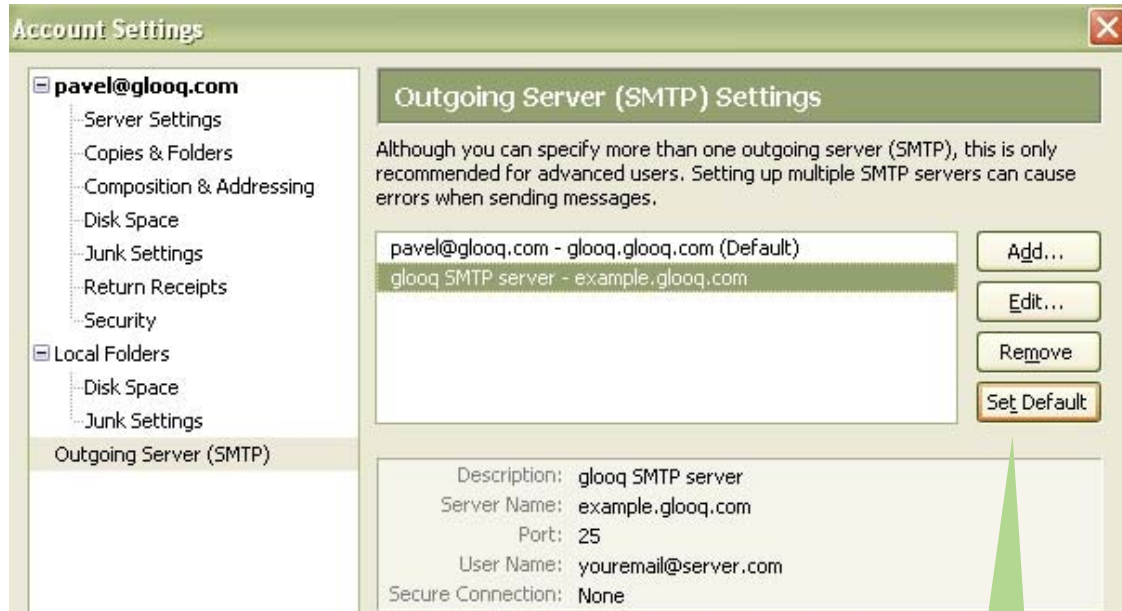 Account Settings
pavel@glooq.com
Server Settings
Copies & Folders
Composition & Addressing
Disk Space
Junk Settings
Return Receipts
Security
Local Folders
Disk Space
Junk Settings
Outgoing Server (SMTP)
Outgoing Server (SMTP) Settings
Although you can specify more than one outgoing server (SMTP), this is only
recommended for advanced users. Setting up multiple SMTP servers can cause
errors when sending messages.
pavel@glooq.com - glooq.glooq.com (Default)
glooq SMTP server - example.glooq.com
Add...
Edit...
Remove
Set Default
Description: glooq SMTP server
Server Name: example.glooq.com
Port: 25
User Name: youremail@server.com
Secure Connection: None